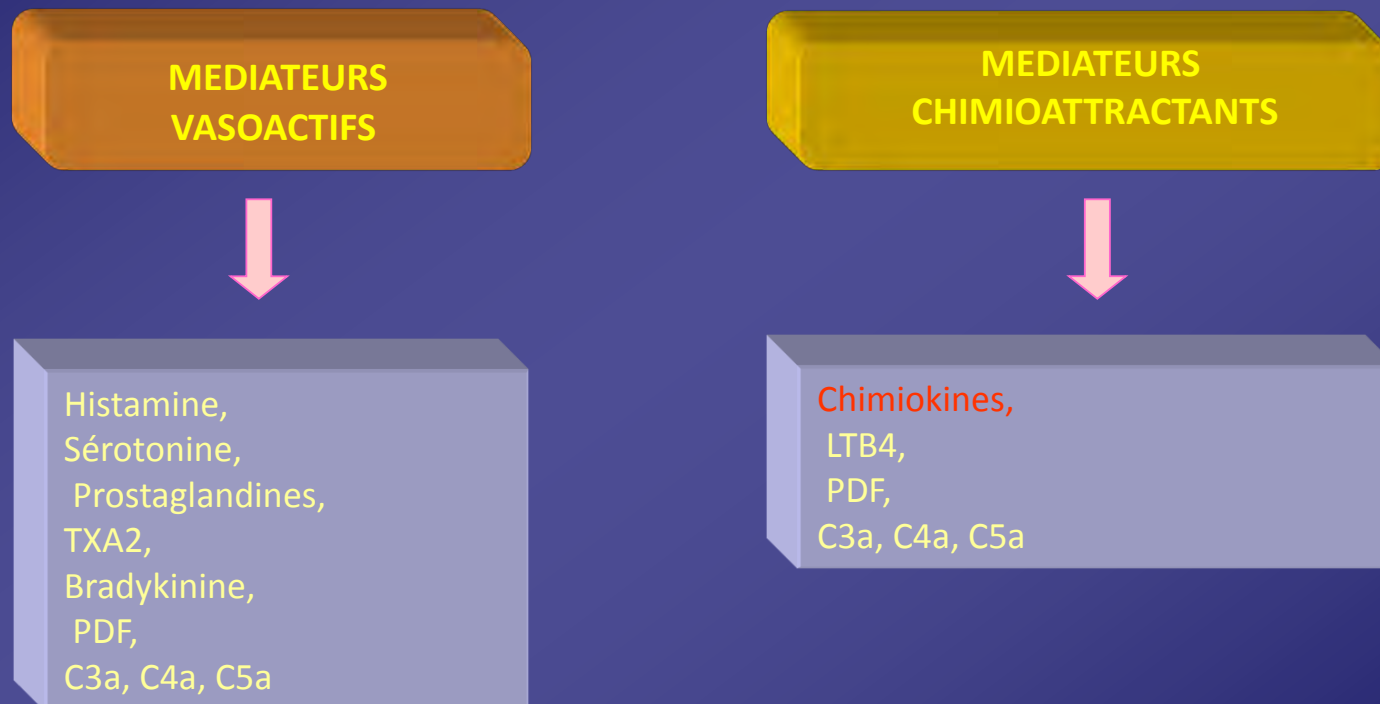 MEDIATEURS
VASOACTIFS
Histamine,
Sérotonine,
Prostaglandines,
TXA2,
Bradykinine,
PDF,
C3a, C4a, C5a
MEDIATEURS
CHIMIOATTRACTANTS
Chimiokines,
LTB4,
PDF,
C3a, C4a, C5a